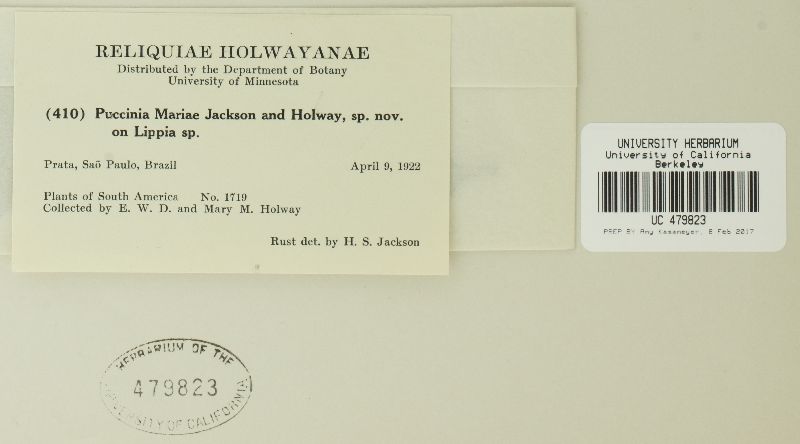 RELIQUIAE HOLWAYANAE
Distributed by the Department of Botany
University of Minnesota
(410) Puccinia Mariae Jackson and Holway, sp. nov.
on Lippia sp.
Prata, Saō Paulo, Brazil April 9, 1922
Plants of South America No. 1719
Collected by E. W. D. and Mary M. Holway
Rust det. by H. S. Jackson
UNIVERSITY HERBARIUM
University of California
Berkeley
UC 479823
PREP BY Amy Kasameyer, 8 Feb 2017
HERBARIUM OF THE
479823
UNIVERSITY OF CALIFORNIA